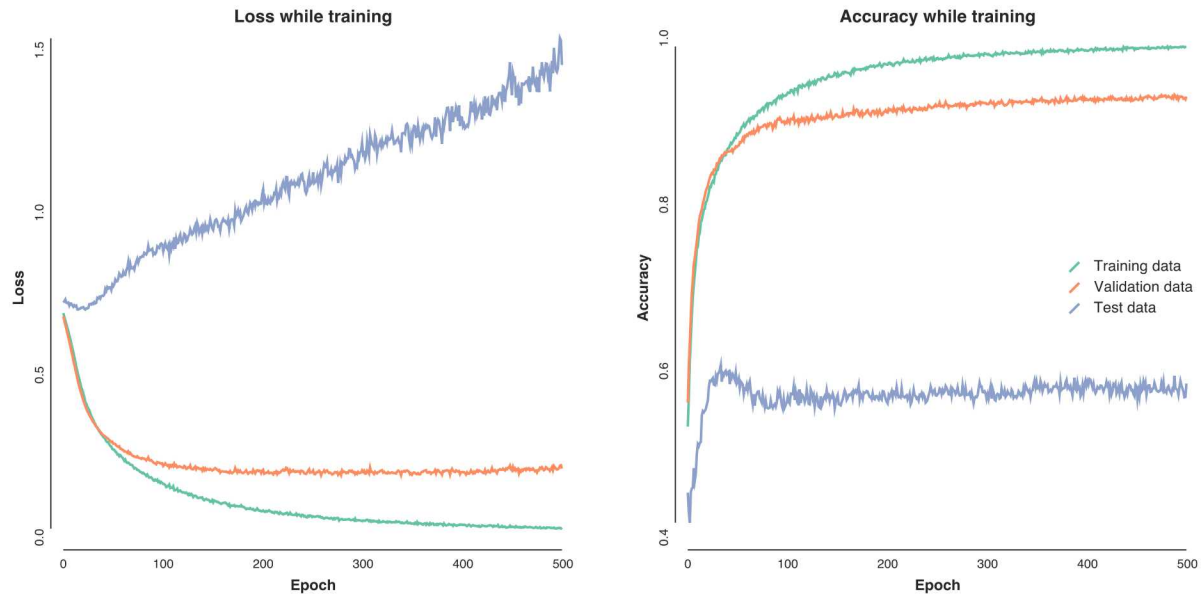 Loss while training
1.5
1.0
0.5
0.0
Loss
0
100
200
300
400
500
Epoch
Accuracy while training
1.0
0.8
0.6
0.4
Accuracy
Training data
Validation data
Test data
0
100
200
300
400
500
Epoch